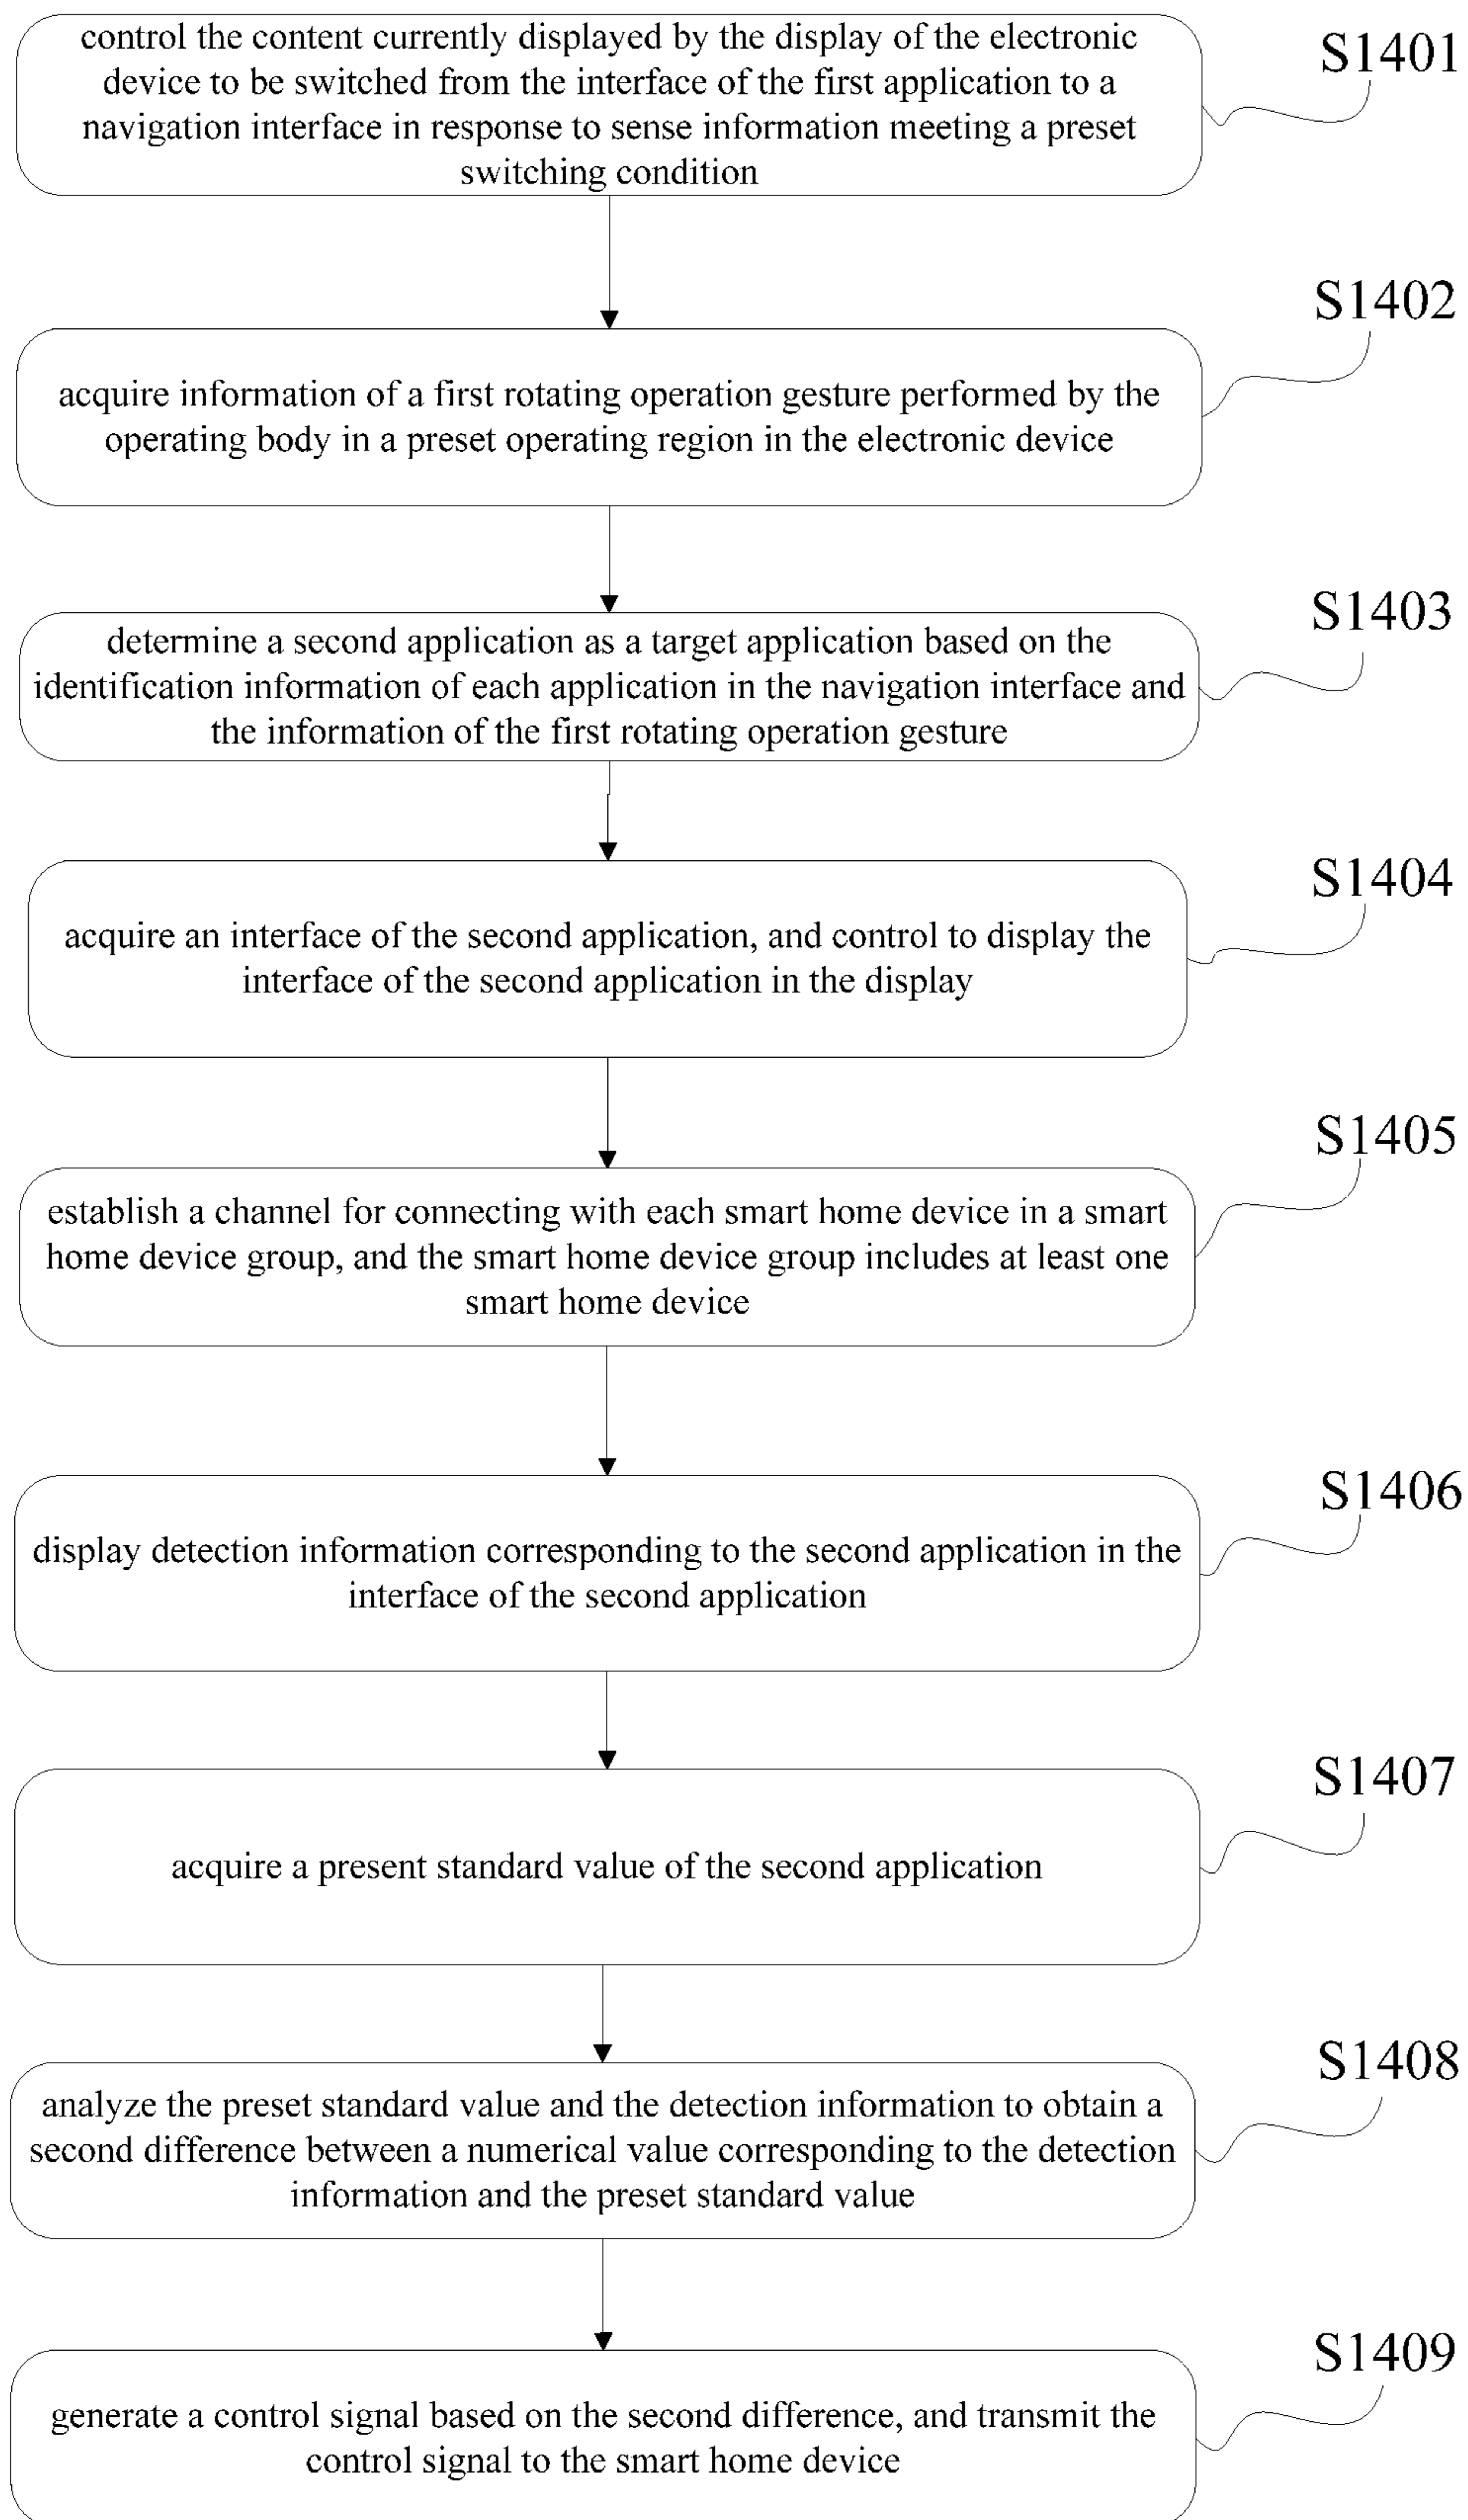 control the content currently displayed by the display of the electronic
device to be switched from the interface of the first application to a
navigation interface in response to sense information meeting a preset
switching condition
S1401
acquire information of a first rotating operation gesture performed by the
operating body in a preset operating region in the electronic device
S1402
determine a second application as a target application based on the
identification information of each application in the navigation interface and
the information of the first rotating operation gesture
S1403
acquire an interface of the second application, and control to display the
interface of the second application in the display
S1404
establish a channel for connecting with each smart home device in a smart
home device group, and the smart home device group includes at least one
smart home device
S1405
display detection information corresponding to the second application in the
interface of the second application
S1406
acquire a present standard value of the second application
S1407
analyze the preset standard value and the detection information to obtain a
second difference between a numerical value corresponding to the detection
information and the preset standard value
S1408
generate a control signal based on the second difference, and transmit the
control signal to the smart home device
S1409